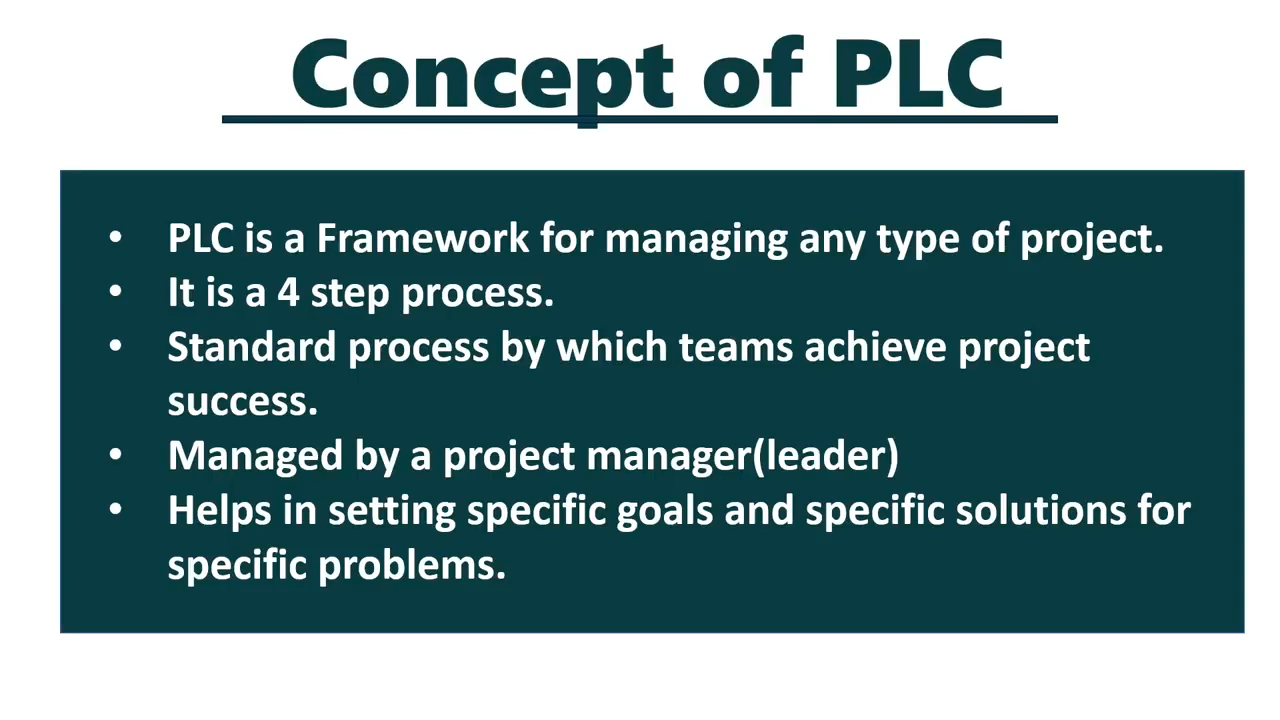 Concept of PLC
• PLC is a Framework for managing any type of project.
• It is a 4 step process.
• Standard process by which teams achieve project
success.
• Managed by a project manager(leader)
• Helps in setting specific goals and specific solutions for
specific problems.